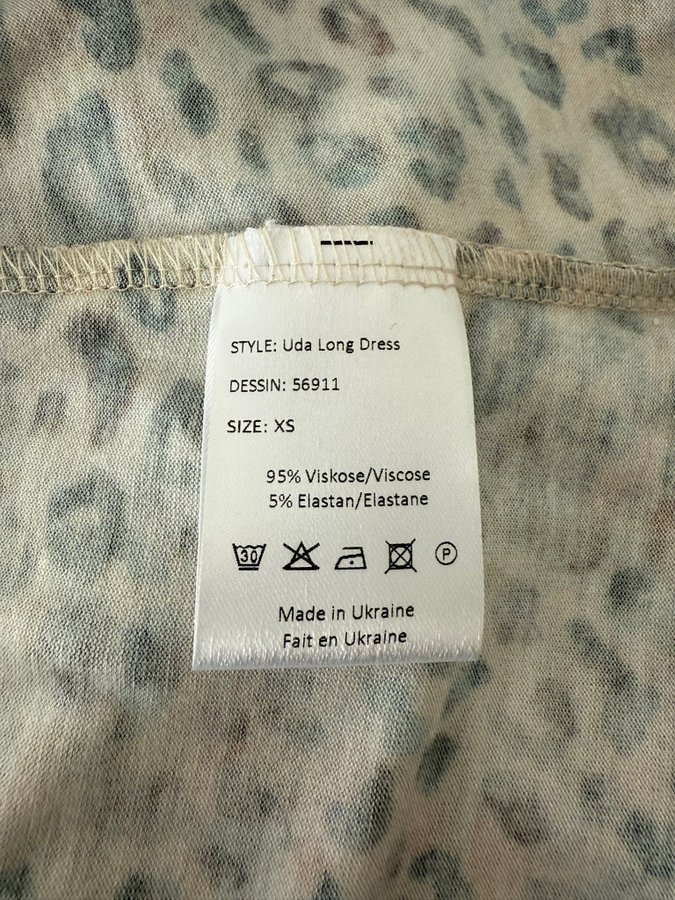 STYLE: Uda Long Dress
DESSIN: 56911
SIZE: XS
95% Viskose/Viscose
5% Elastan/Elastane
30 P
Made in Ukraine
Fait en Ukraine